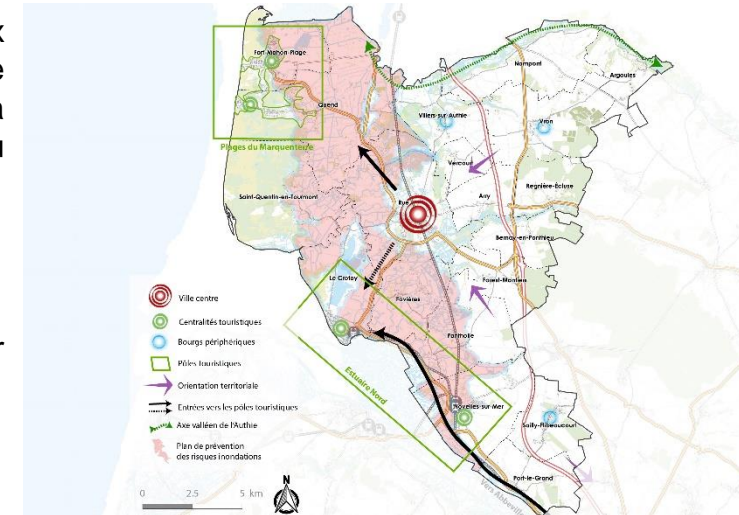 x
e
a
r
Fort-Mahon-Plage
Nampont
Argoules
Quend
Villers-sur-Authie
Vron
Plages du Marquenterre
Vercourt
Saint-Quentin-en-Tourmont
Rue
Arry
Regnière-Ecluse
Bernay-en-Ponthieu
Le Crotoy
Forest-Montiers
Favières
Ponthoile
Estuaire Nord
Noyelles-sur-Mer
Sailly-Flibeaucourt
Port-le-Grand
Vers Abbeville
Ville centre
Centralités touristiques
Bourgs périphériques
Pôles touristiques
Orientation territoriale
Entrées vers les pôles touristiques
Axe valléen de l'Authie
Plan de prévention
des risques inondations
0 2.5 5 km
N